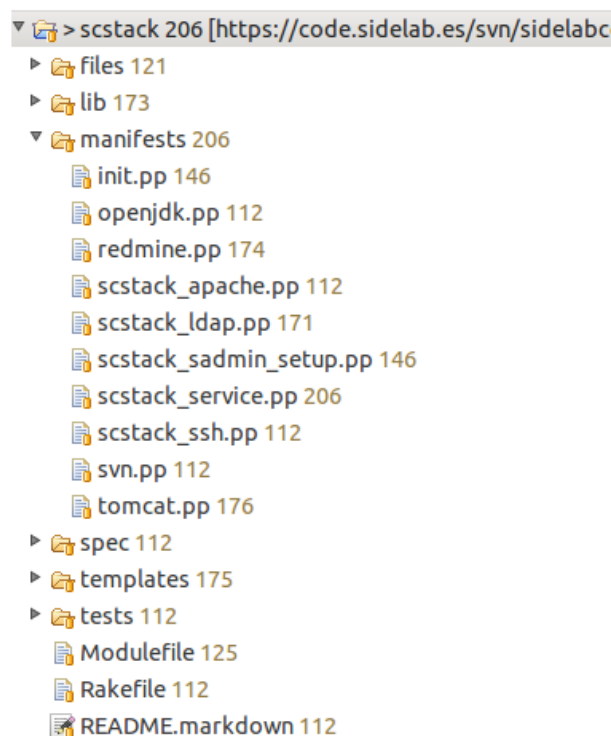 > scstack 206 [https://code.sidelab.es/svn/sidelabc
files 121
lib 173
manifests 206
init.pp 146
openjdk.pp 112
redmine.pp 174
scstack_apache.pp 112
scstack_ldap.pp 171
scstack_sadmin_setup.pp 146
scstack_service.pp 206
scstack_ssh.pp 112
svn.pp 112
tomcat.pp 176
spec 112
templates 175
tests 112
Modulefile 125
Rakefile 112
README.markdown 112